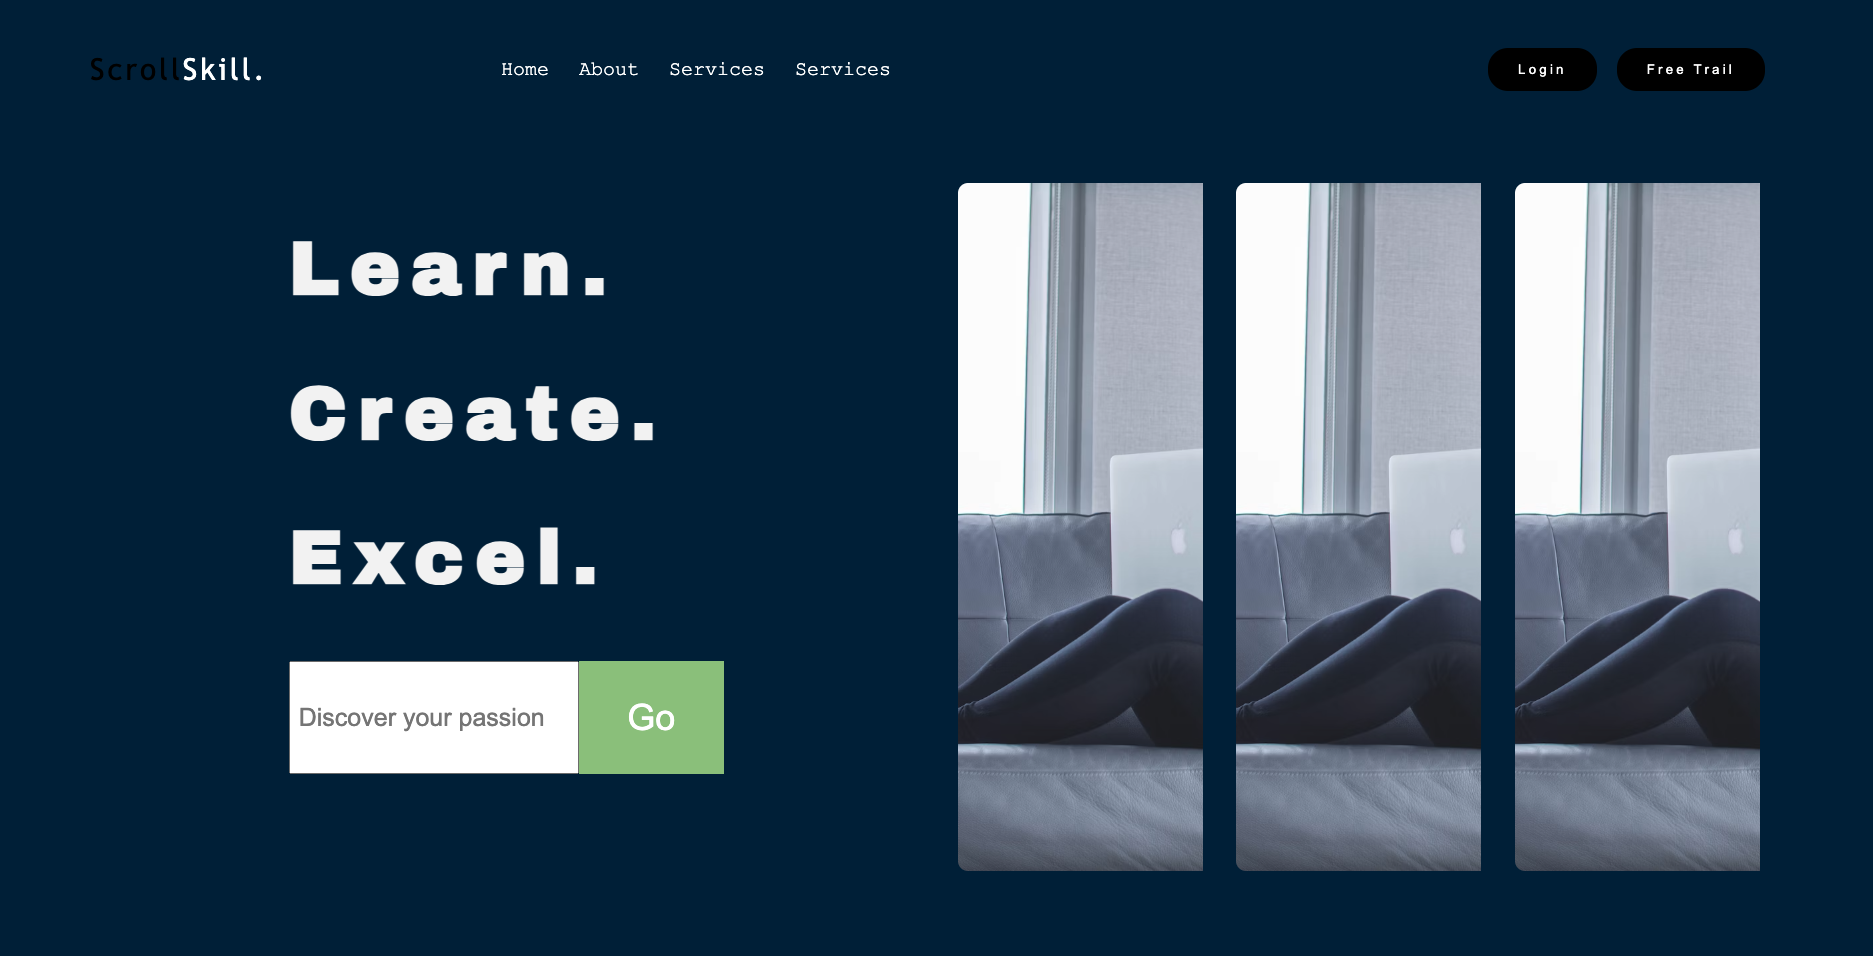 ScrollSkill.
Home About Services Services
Login Free Trail
Learn.
Create.
Excel.
Discover your passion Go